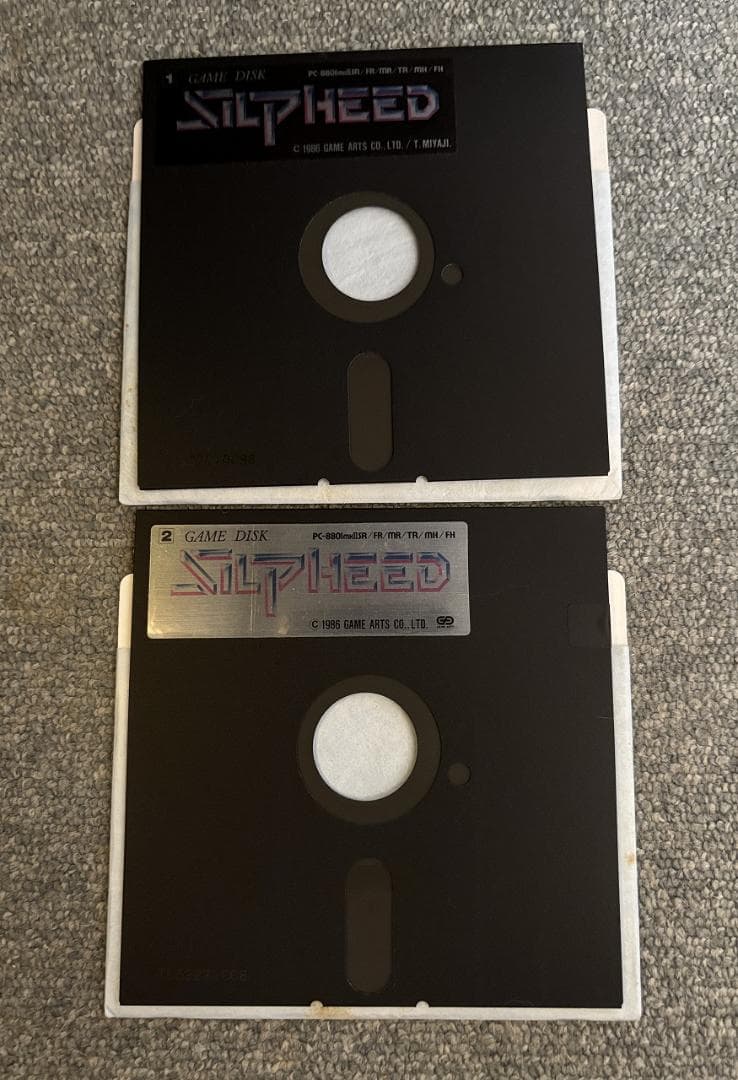 1 GAME DISK PC-8801mkIISR/FR/MR/TR/MH/FH
SILPHEED
C 1986 GAME ARTS CO., LTD. / T. MIYAJI.
2 GAME DISK PC-8801mkIISR/FR/MR/TR/MH/FH
SILPHEED
C 1986 GAME ARTS CO., LTD.